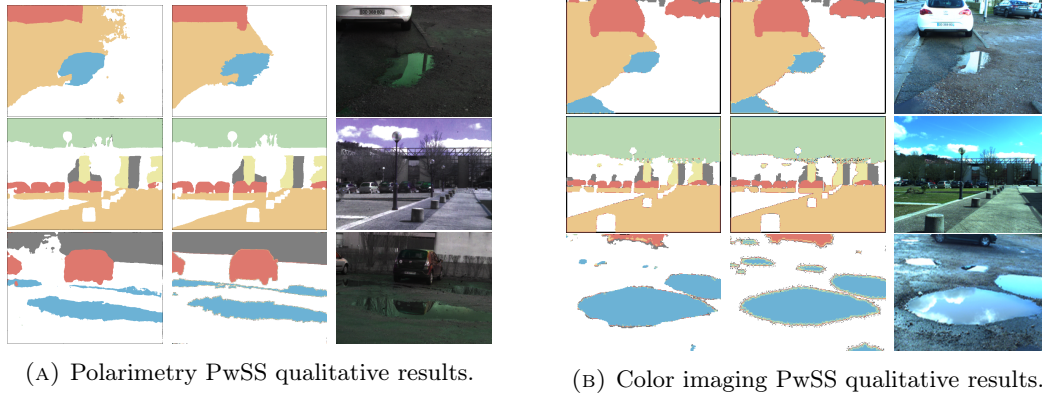 (A) Polarimetry PwSS qualitative results.
(B) Color imaging PwSS qualitative results.